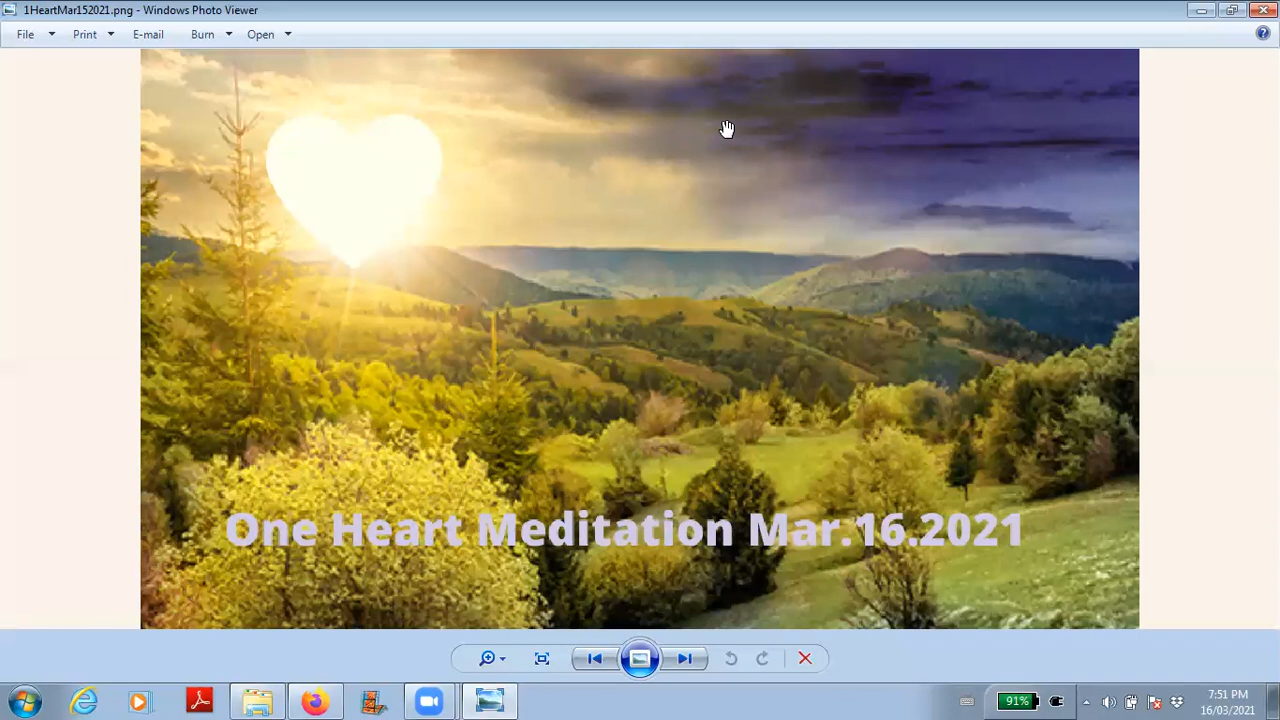 1HeartMar152021.png - Windows Photo Viewer
File Print E-mail Burn Open
One Heart Meditation Mar.16.2021
91%
7:51 PM
16/03/2021